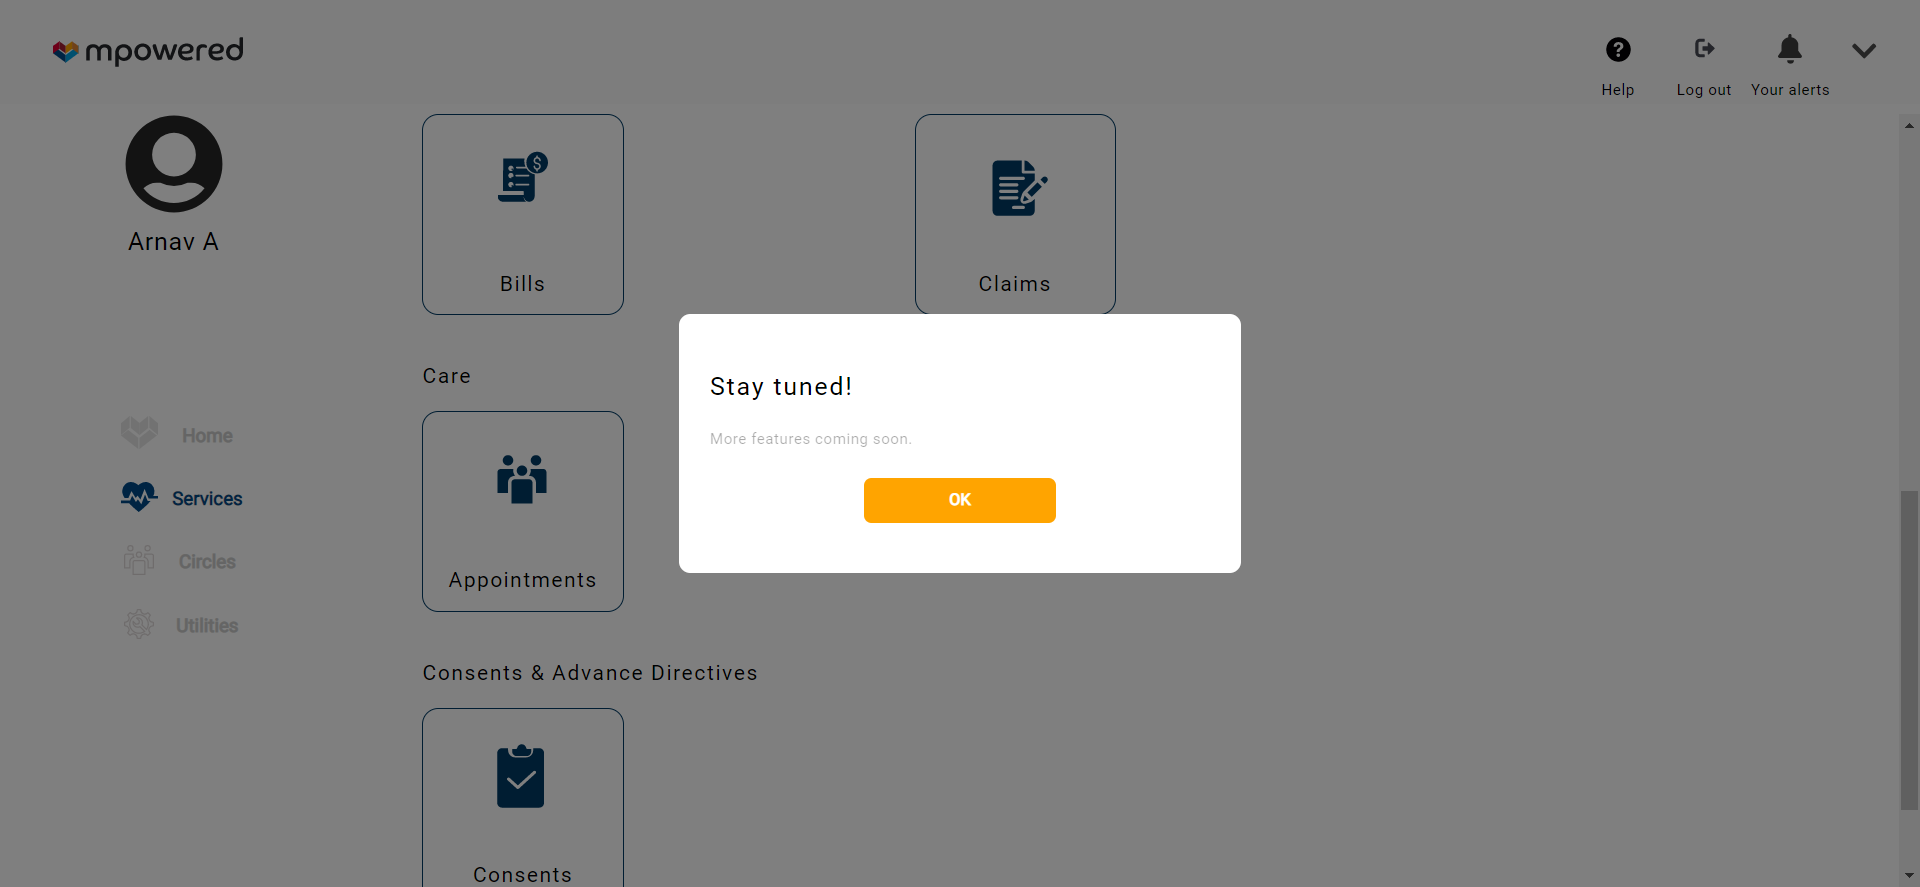 mpowered
Help
Log out
Your alerts
Arnav A
Home
Services
Circles
Utilities
$
Bills
Claims
Care
Appointments
Consents & Advance Directives
Consents
Stay tuned!
More features coming soon.
OK